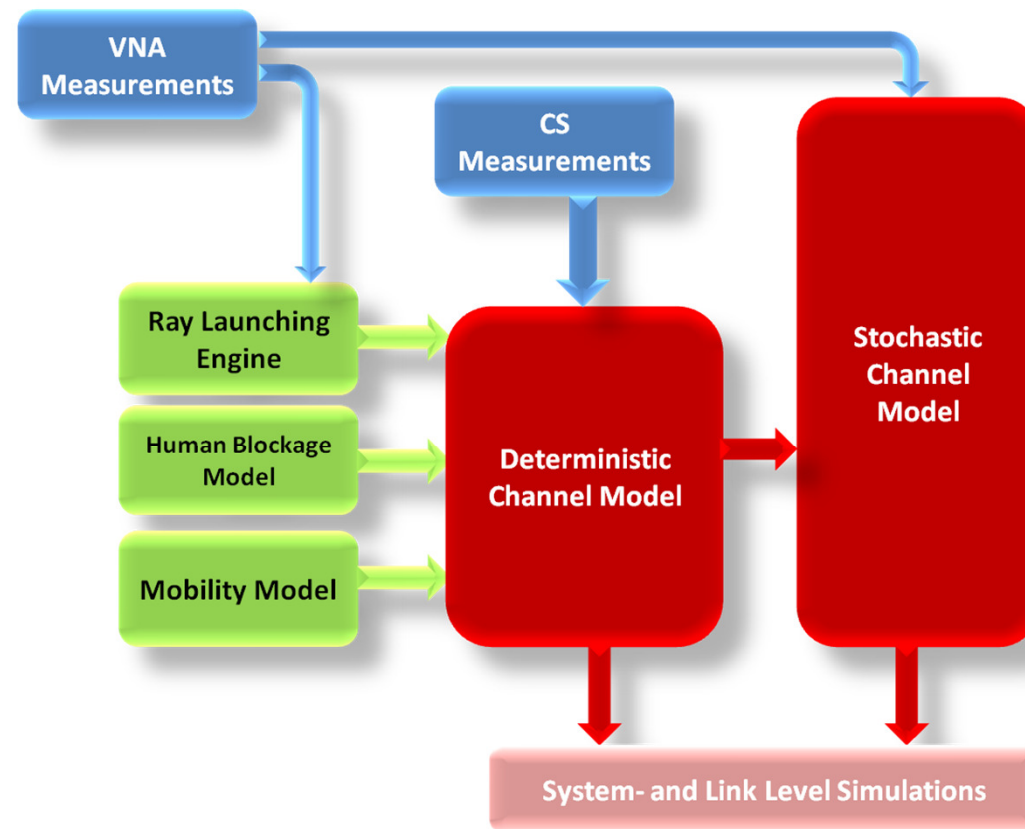 VNA
Measurements
CS
Measurements
Ray Launching
Engine
Human Blockage
Model
Mobility Model
Deterministic
Channel Model
Stochastic
Channel
Model
System- and Link Level Simulations